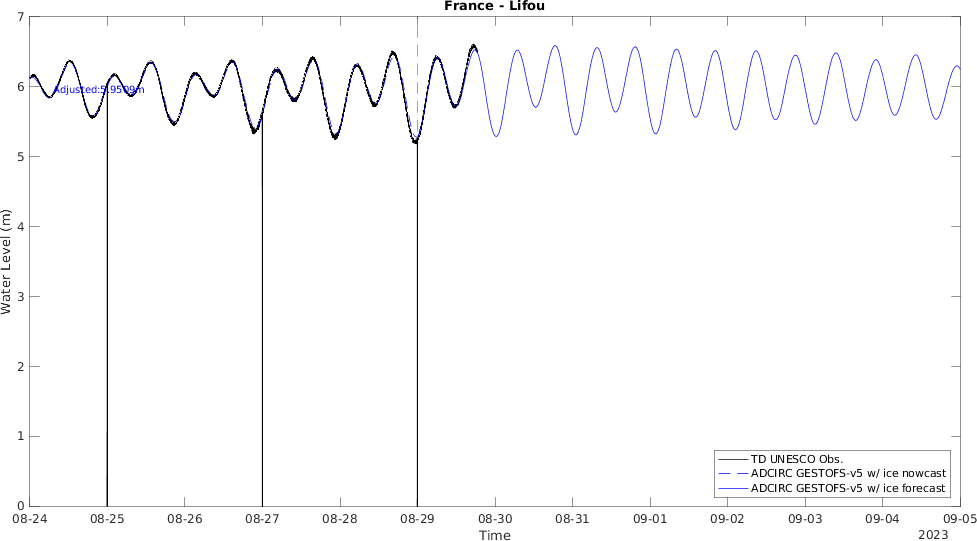 France - Lifou
7
6
5
4
3
2
1
0
Water Level (m)
Adjusted:5.9509m
TD UNESCO Obs.
ADCIRC GESTOFS-v5 w/ ice nowcast
ADCIRC GESTOFS-v5 w/ ice forecast
08-24 08-25 08-26 08-27 08-28 08-29 08-30 08-31 09-01 09-02 09-03 09-04 09-05
Time
2023